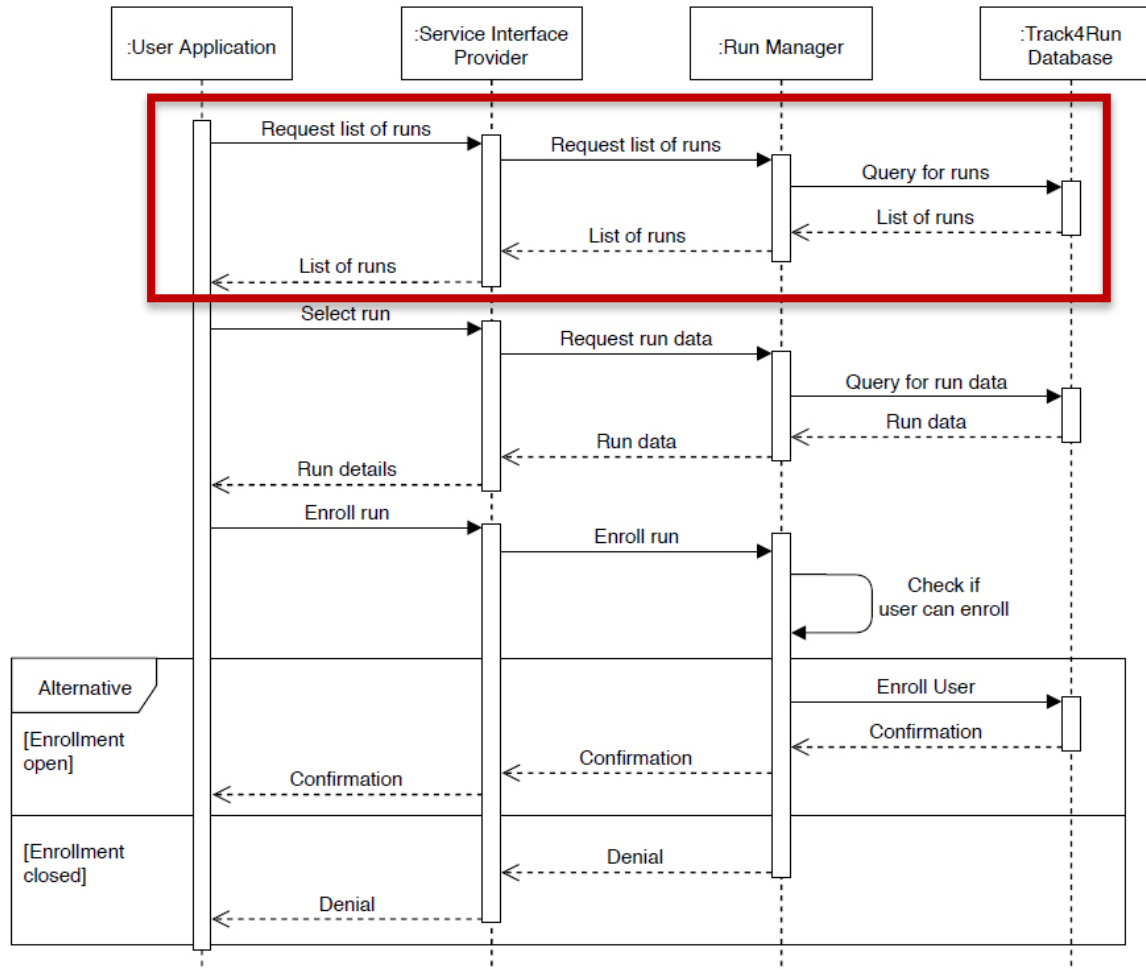 :User Application
:Service Interface
Provider
:Run Manager
:Track4Run
Database
Request list of runs
Request list of runs
Query for runs
List of runs
List of runs
List of runs
Select run
Request run data
Query for run data
Run data
Run data
Run details
Enroll run
Enroll run
Check if
user can enroll
Alternative
Enroll User
[Enrollment
open]
Confirmation
Confirmation
Confirmation
[Enrollment
closed]
Denial
Denial